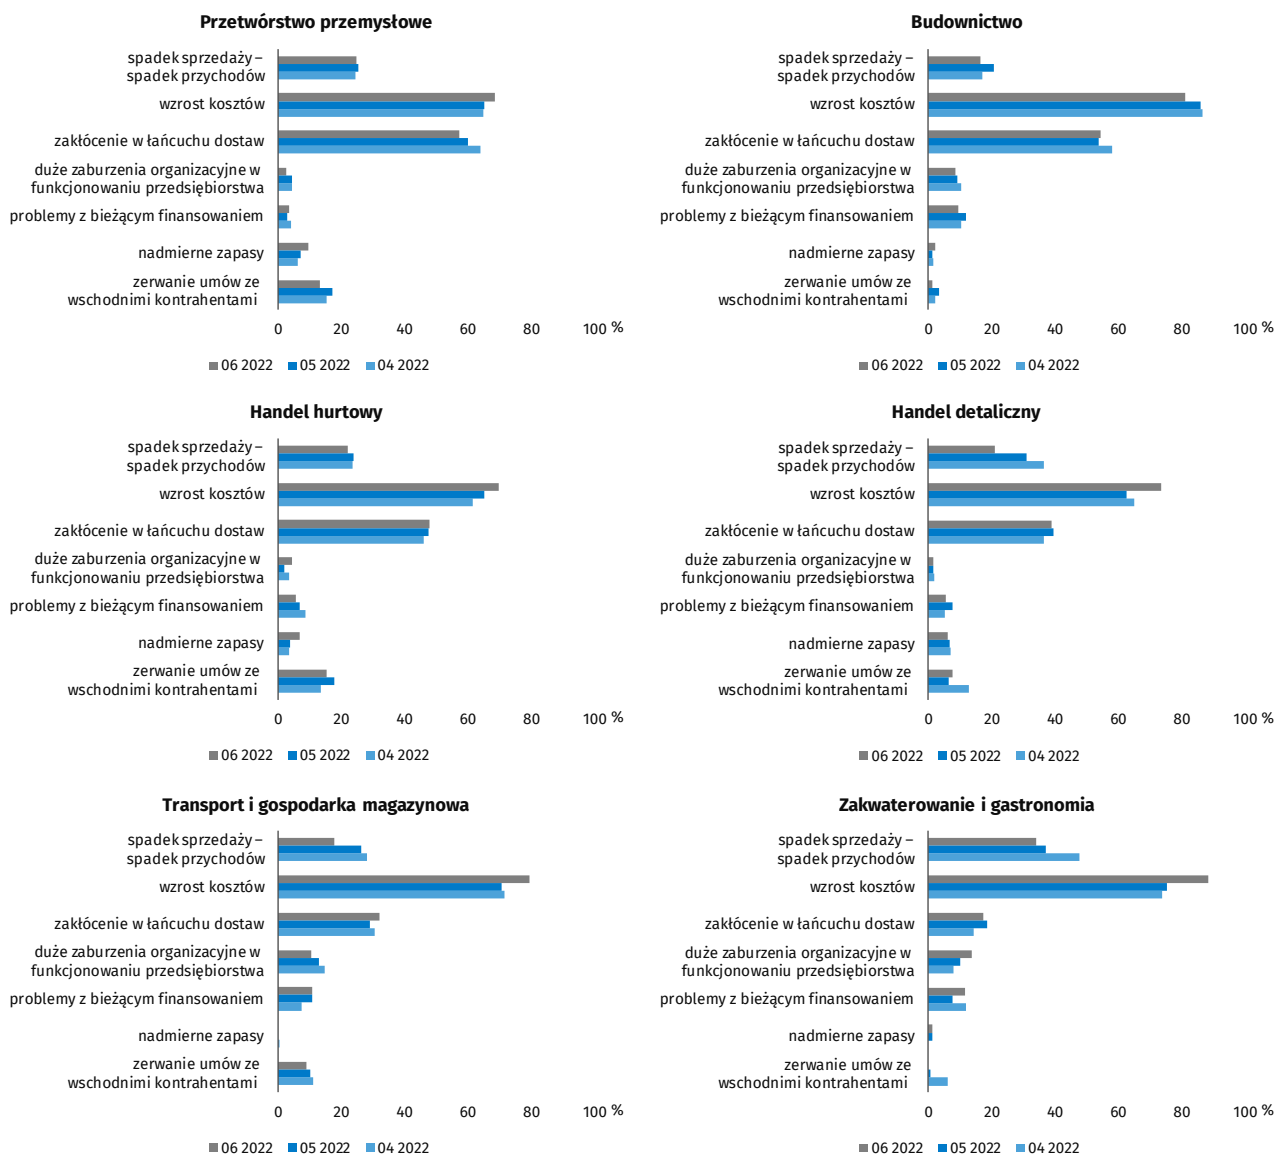 Przetwórstwo przemysłowe
spadek sprzedaży –
spadek przychodów
wzrost kosztów
zakłócenie w łańcuchu dostaw
duże zaburzenia organizacyjne w
funkcjonowaniu przedsiębiorstwa
problemy z bieżącym finansowaniem
nadmierne zapasy
zerwanie umów ze
wschodnimi kontrahentami
0 20 40 60 80 100 %
06 2022 05 2022 04 2022
Budownictwo
spadek sprzedaży –
spadek przychodów
wzrost kosztów
zakłócenie w łańcuchu dostaw
duże zaburzenia organizacyjne w
funkcjonowaniu przedsiębiorstwa
problemy z bieżącym finansowaniem
nadmierne zapasy
zerwanie umów ze
wschodnimi kontrahentami
0 20 40 60 80 100 %
06 2022 05 2022 04 2022
Handel hurtowy
spadek sprzedaży –
spadek przychodów
wzrost kosztów
zakłócenie w łańcuchu dostaw
duże zaburzenia organizacyjne w
funkcjonowaniu przedsiębiorstwa
problemy z bieżącym finansowaniem
nadmierne zapasy
zerwanie umów ze
wschodnimi kontrahentami
0 20 40 60 80 100 %
06 2022 05 2022 04 2022
Handel detaliczny
spadek sprzedaży –
spadek przychodów
wzrost kosztów
zakłócenie w łańcuchu dostaw
duże zaburzenia organizacyjne w
funkcjonowaniu przedsiębiorstwa
problemy z bieżącym finansowaniem
nadmierne zapasy
zerwanie umów ze
wschodnimi kontrahentami
0 20 40 60 80 100 %
06 2022 05 2022 04 2022
Transport i gospodarka magazynowa
spadek sprzedaży –
spadek przychodów
wzrost kosztów
zakłócenie w łańcuchu dostaw
duże zaburzenia organizacyjne w
funkcjonowaniu przedsiębiorstwa
problemy z bieżącym finansowaniem
nadmierne zapasy
zerwanie umów ze
wschodnimi kontrahentami
0 20 40 60 80 100 %
06 2022 05 2022 04 2022
Zakwaterowanie i gastronomia
spadek sprzedaży –
spadek przychodów
wzrost kosztów
zakłócenie w łańcuchu dostaw
duże zaburzenia organizacyjne w
funkcjonowaniu przedsiębiorstwa
problemy z bieżącym finansowaniem
nadmierne zapasy
zerwanie umów ze
wschodnimi kontrahentami
0 20 40 60 80 100 %
06 2022 05 2022 04 2022